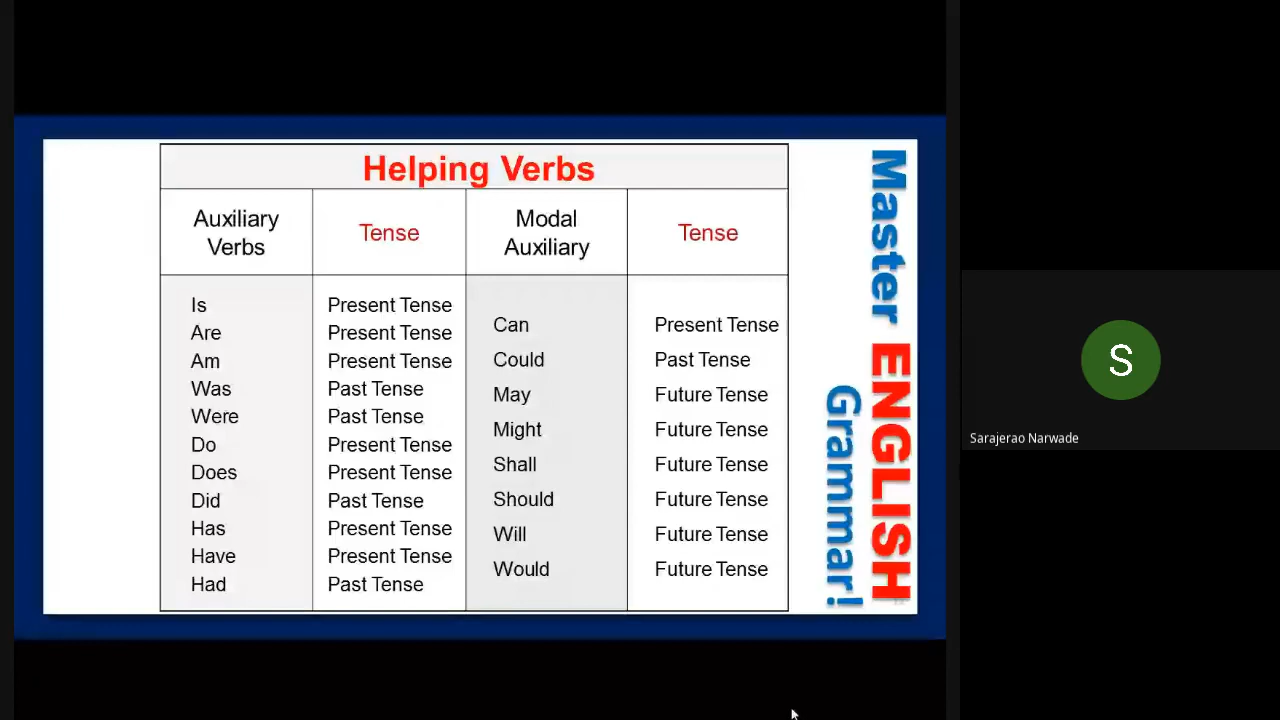 Helping Verbs
Auxiliary
Verbs
Tense
Modal
Auxiliary
Tense
Is
Are
Am
Was
Were
Do
Does
Did
Has
Have
Had
Present Tense
Present Tense
Present Tense
Past Tense
Past Tense
Present Tense
Present Tense
Past Tense
Present Tense
Present Tense
Past Tense
Can
Could
May
Might
Shall
Should
Will
Would
Present Tense
Past Tense
Future Tense
Future Tense
Future Tense
Future Tense
Future Tense
Future Tense
Master ENGLISH
Grammar!
S
Sarajerao Narwade